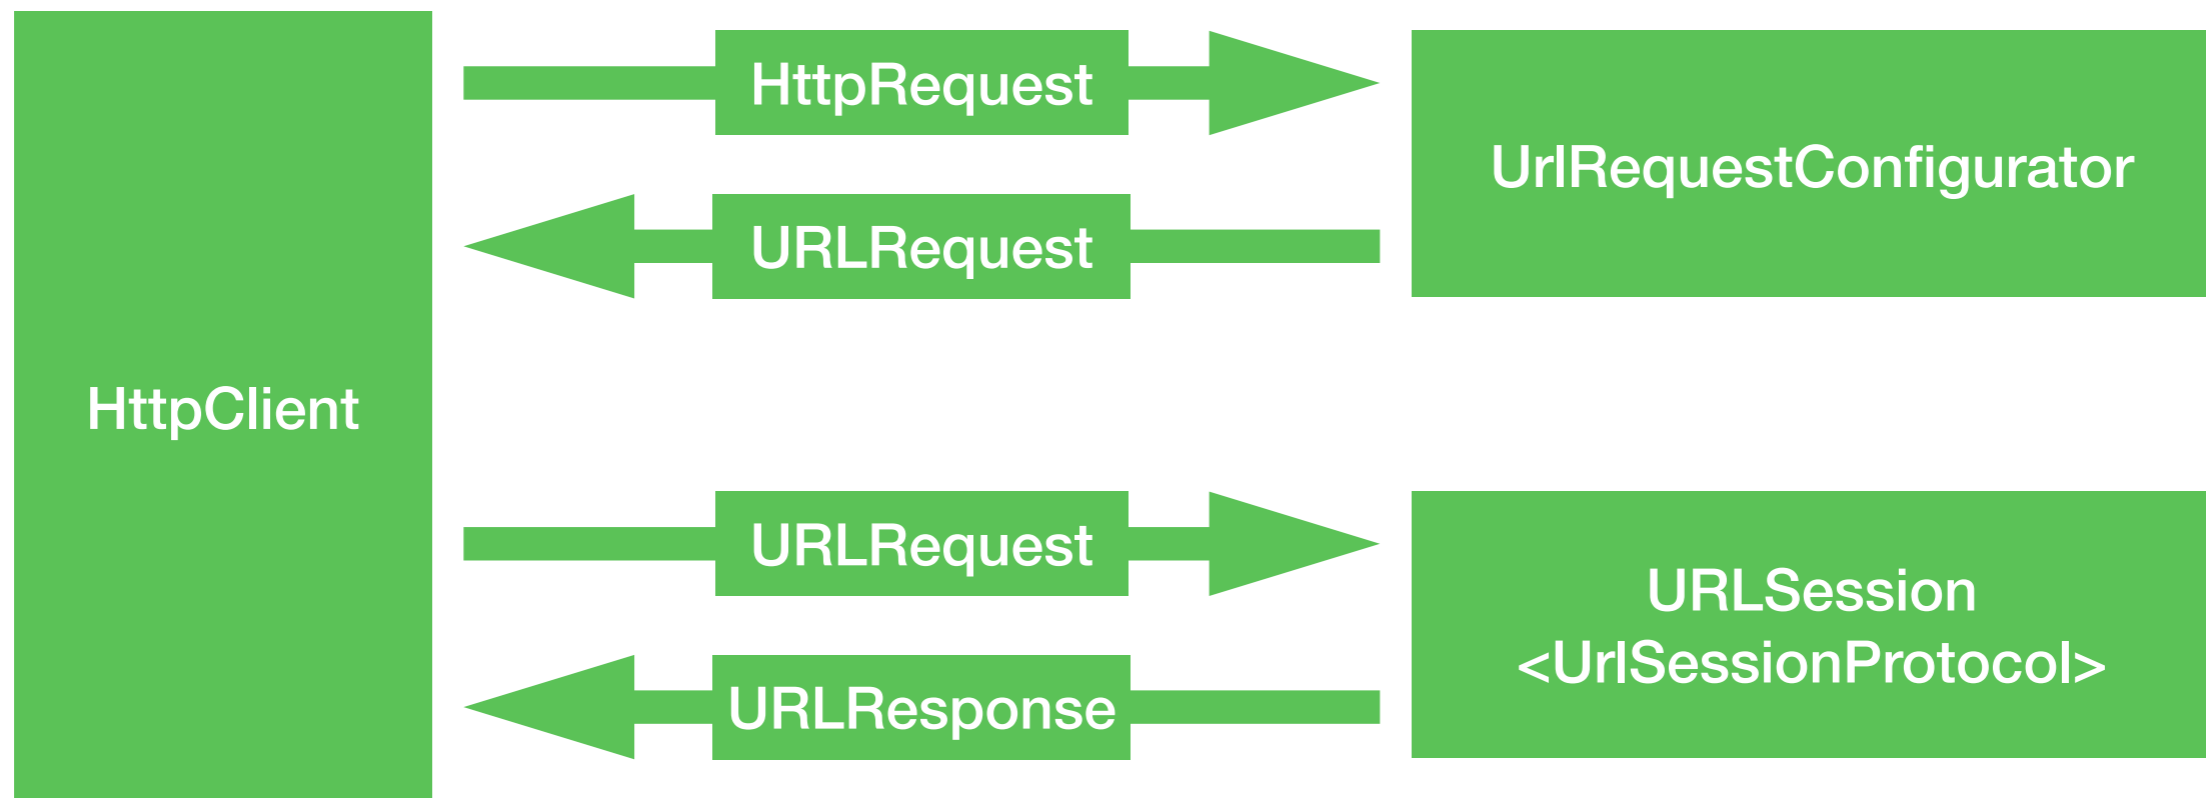 HttpClient
HttpRequest
URLRequest
UrlRequestConfigurator
URLRequest
URLResponse
URLSession
<UrlSessionProtocol>